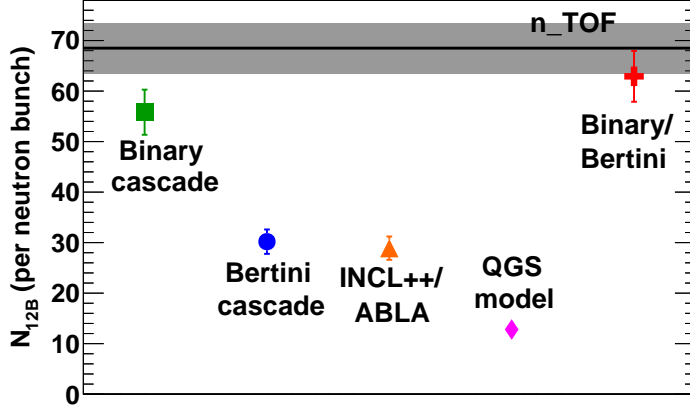 n_TOF
70
60
50
40
30
20
10
0
N12B (per neutron bunch)
Binary
cascade
Bertini
cascade
INCL++/
ABLA
QGS
model
Binary/
Bertini